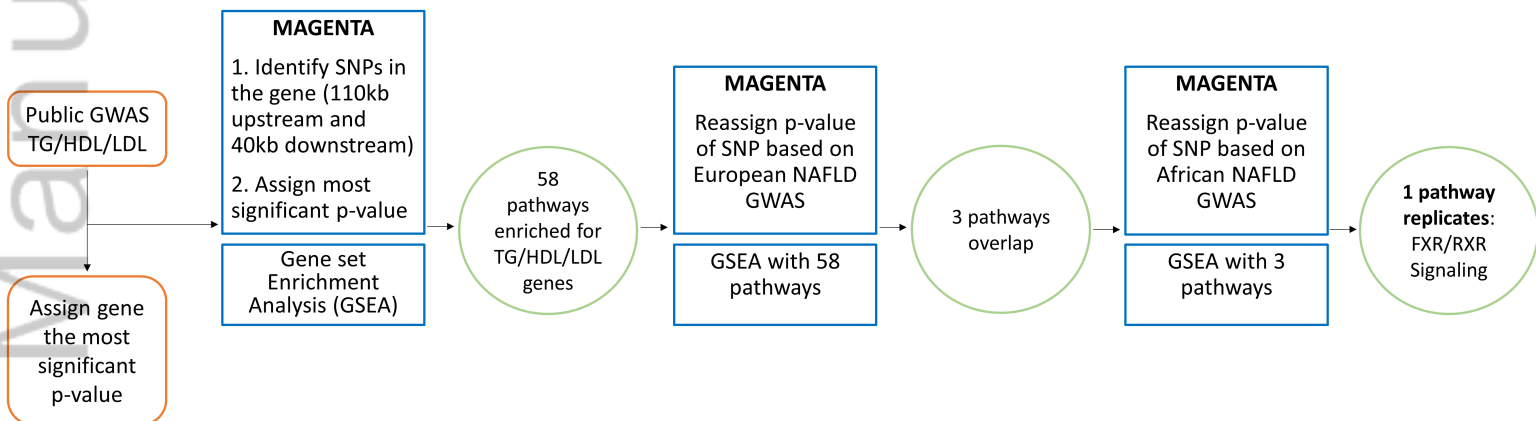 Manu
Public GWAS
TG/HDL/LDL
Assign gene
the most
significant
p-value
MAGENTA
1. Identify SNPs in
the gene (110kb
upstream and
40kb downstream)
2. Assign most
significant p-value
Gene set
Enrichment
Analysis (GSEA)
58
pathways
enriched for
TG/HDL/LDL
genes
MAGENTA
Reassign p-value
of SNP based on
European NAFLD
GWAS
GSEA with 58
pathways
3 pathways
overlap
MAGENTA
Reassign p-value
of SNP based on
African NAFLD
GWAS
GSEA with 3
pathways
1 pathway
replicates:
FXR/RXR
Signaling